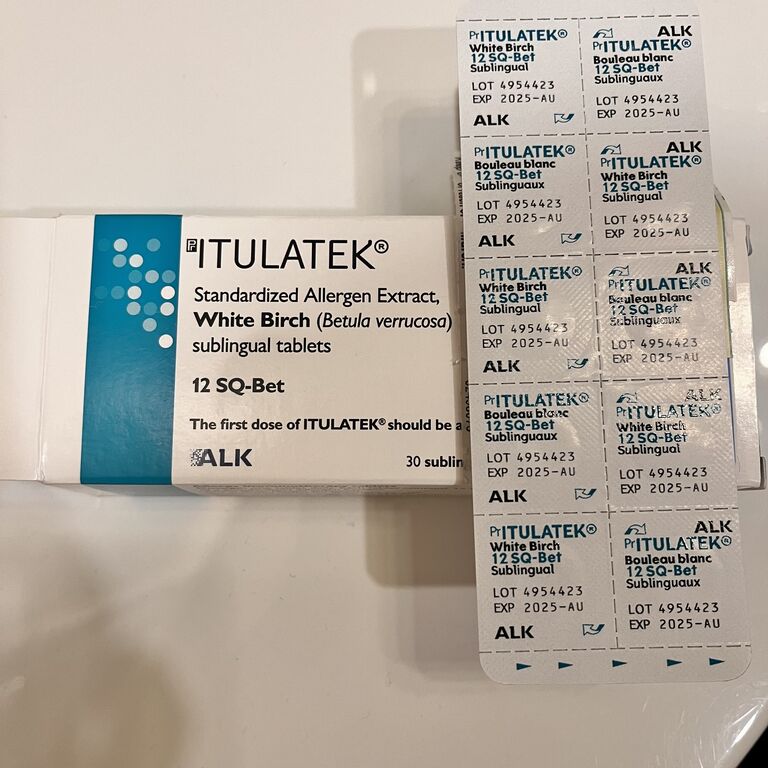 PrITULATEK®
Standardized Allergen Extract,
White Birch (Betula verrucosa)
sublingual tablets
12 SQ-Bet
The first dose of ITULATEK® should be a
ALK
30 sublin
PrITULATEK®
White Birch
12 SQ-Bet
Sublingual
LOT 4954423
EXP 2025-AU
ALK
ALK
PrITULATEK®
Bouleau blanc
12 SQ-Bet
Sublinguaux
LOT 4954423
EXP 2025-AU
PrITULATEK®
Bouleau blanc
12 SQ-Bet
Sublinguaux
LOT 4954423
EXP 2025-AU
ALK
ALK
PrITULATEK®
White Birch
12 SQ-Bet
Sublingual
LOT 4954423
EXP 2025-AU
PrITULATEK®
White Birch
12 SQ-Bet
Sublingual
LOT 4954423
EXP 2025-AU
ALK
ALK
PrITULATEK®
Bouleau blanc
12 SQ-Bet
Sublinguaux
LOT 4954423
EXP 2025-AU
PrITULATEK®
Bouleau blanc
12 SQ-Bet
Sublinguaux
LOT 4954423
EXP 2025-AU
ALK
ALK
PrITULATEK®
White Birch
12 SQ-Bet
Sublingual
LOT 4954423
EXP 2025-AU
PrITULATEK®
White Birch
12 SQ-Bet
Sublingual
LOT 4954423
EXP 2025-AU
ALK
ALK
PrITULATEK®
Bouleau blanc
12 SQ-Bet
Sublinguaux
LOT 4954423
EXP 2025-AU